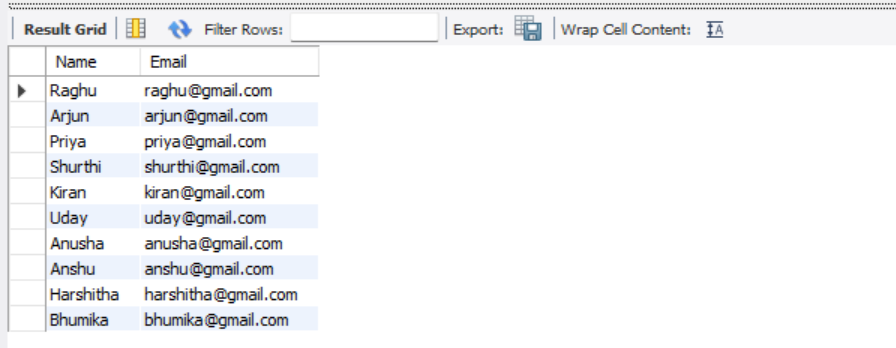 Result Grid Filter Rows: Export: Wrap Cell Content: IA
Name Email
Raghu raghu@gmail.com
Arjun arjun@gmail.com
Priya priya@gmail.com
Shurthi shurthi@gmail.com
Kiran kiran@gmail.com
Uday uday@gmail.com
Anusha anusha@gmail.com
Anshu anshu@gmail.com
Harshitha harshitha@gmail.com
Bhumika bhumika@gmail.com